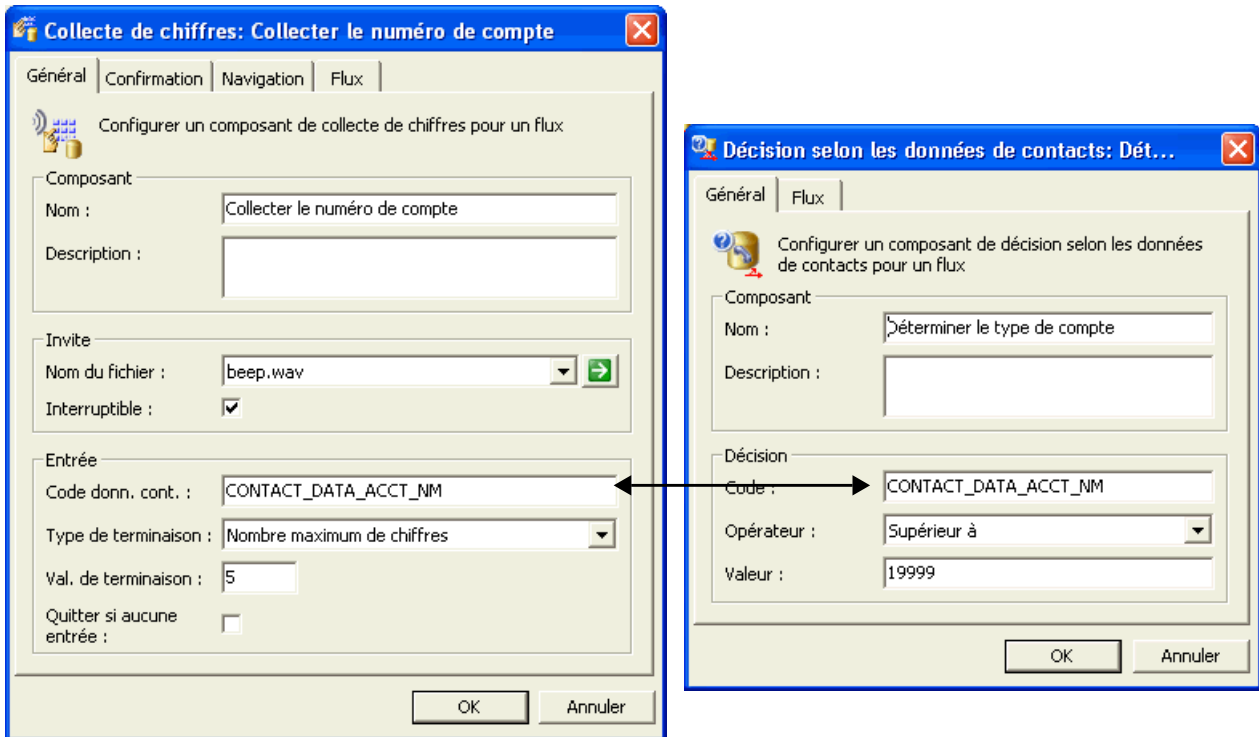 Collecte de chiffres: Collecter le numéro de compte
Général
Confirmation
Navigation
Flux
Configurer un composant de collecte de chiffres pour un flux
Composant
Nom :
Collecter le numéro de compte
Description :
Invite
Nom du fichier :
beep.wav
Interruptible :
Entrée
Code donn. cont. :
CONTACT_DATA_ACCT_NM
Type de terminaison :
Nombre maximum de chiffres
Val. de terminaison :
5
Quitter si aucune
entrée :
OK
Annuler
Décision selon les données de contacts: Dét...
Général
Flux
Configurer un composant de décision selon les données
de contacts pour un flux
Composant
Nom :
Déterminer le type de compte
Description :
Décision
Code :
CONTACT_DATA_ACCT_NM
Opérateur :
Supérieur à
Valeur :
19999
OK
Annuler